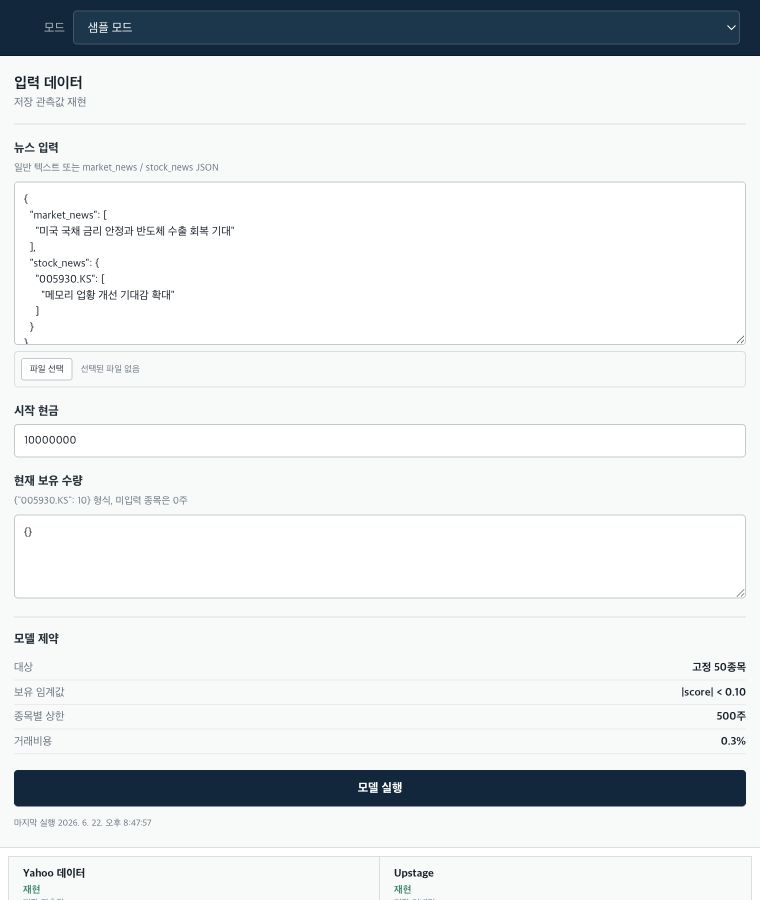 모드
샘플 모드
입력 데이터
저장 관측값 재현
뉴스 입력
일반 텍스트 또는 market_news / stock_news JSON
{
"market_news": [
"미국 국채 금리 안정과 반도체 수출 회복 기대"
],
"stock_news": {
"005930.KS": [
"메모리 업황 개선 기대감 확대"
]
}
}
파일 선택 선택된 파일 없음
시작 현금
10000000
현재 보유 수량
{"005930.KS": 10} 형식, 미입력 종목은 0주
{}
모델 제약
대상 고정 50종목
보유 임계값 |score| < 0.10
종목별 상한 500주
거래비용 0.3%
모델 실행
마지막 실행 2026. 6. 22. 오후 8:47:57
Yahoo 데이터
재현
Upstage
재현